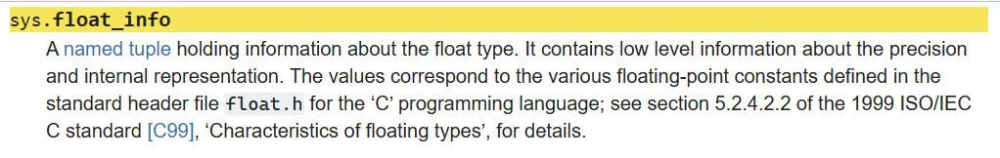 sys.float_info
A named tuple holding information about the float type. It contains low level information about the precision
and internal representation. The values correspond to the various floating-point constants defined in the
standard header file float.h for the ‘C’ programming language; see section 5.2.4.2.2 of the 1999 ISO/IEC
C standard [C99], ‘Characteristics of floating types’, for details.